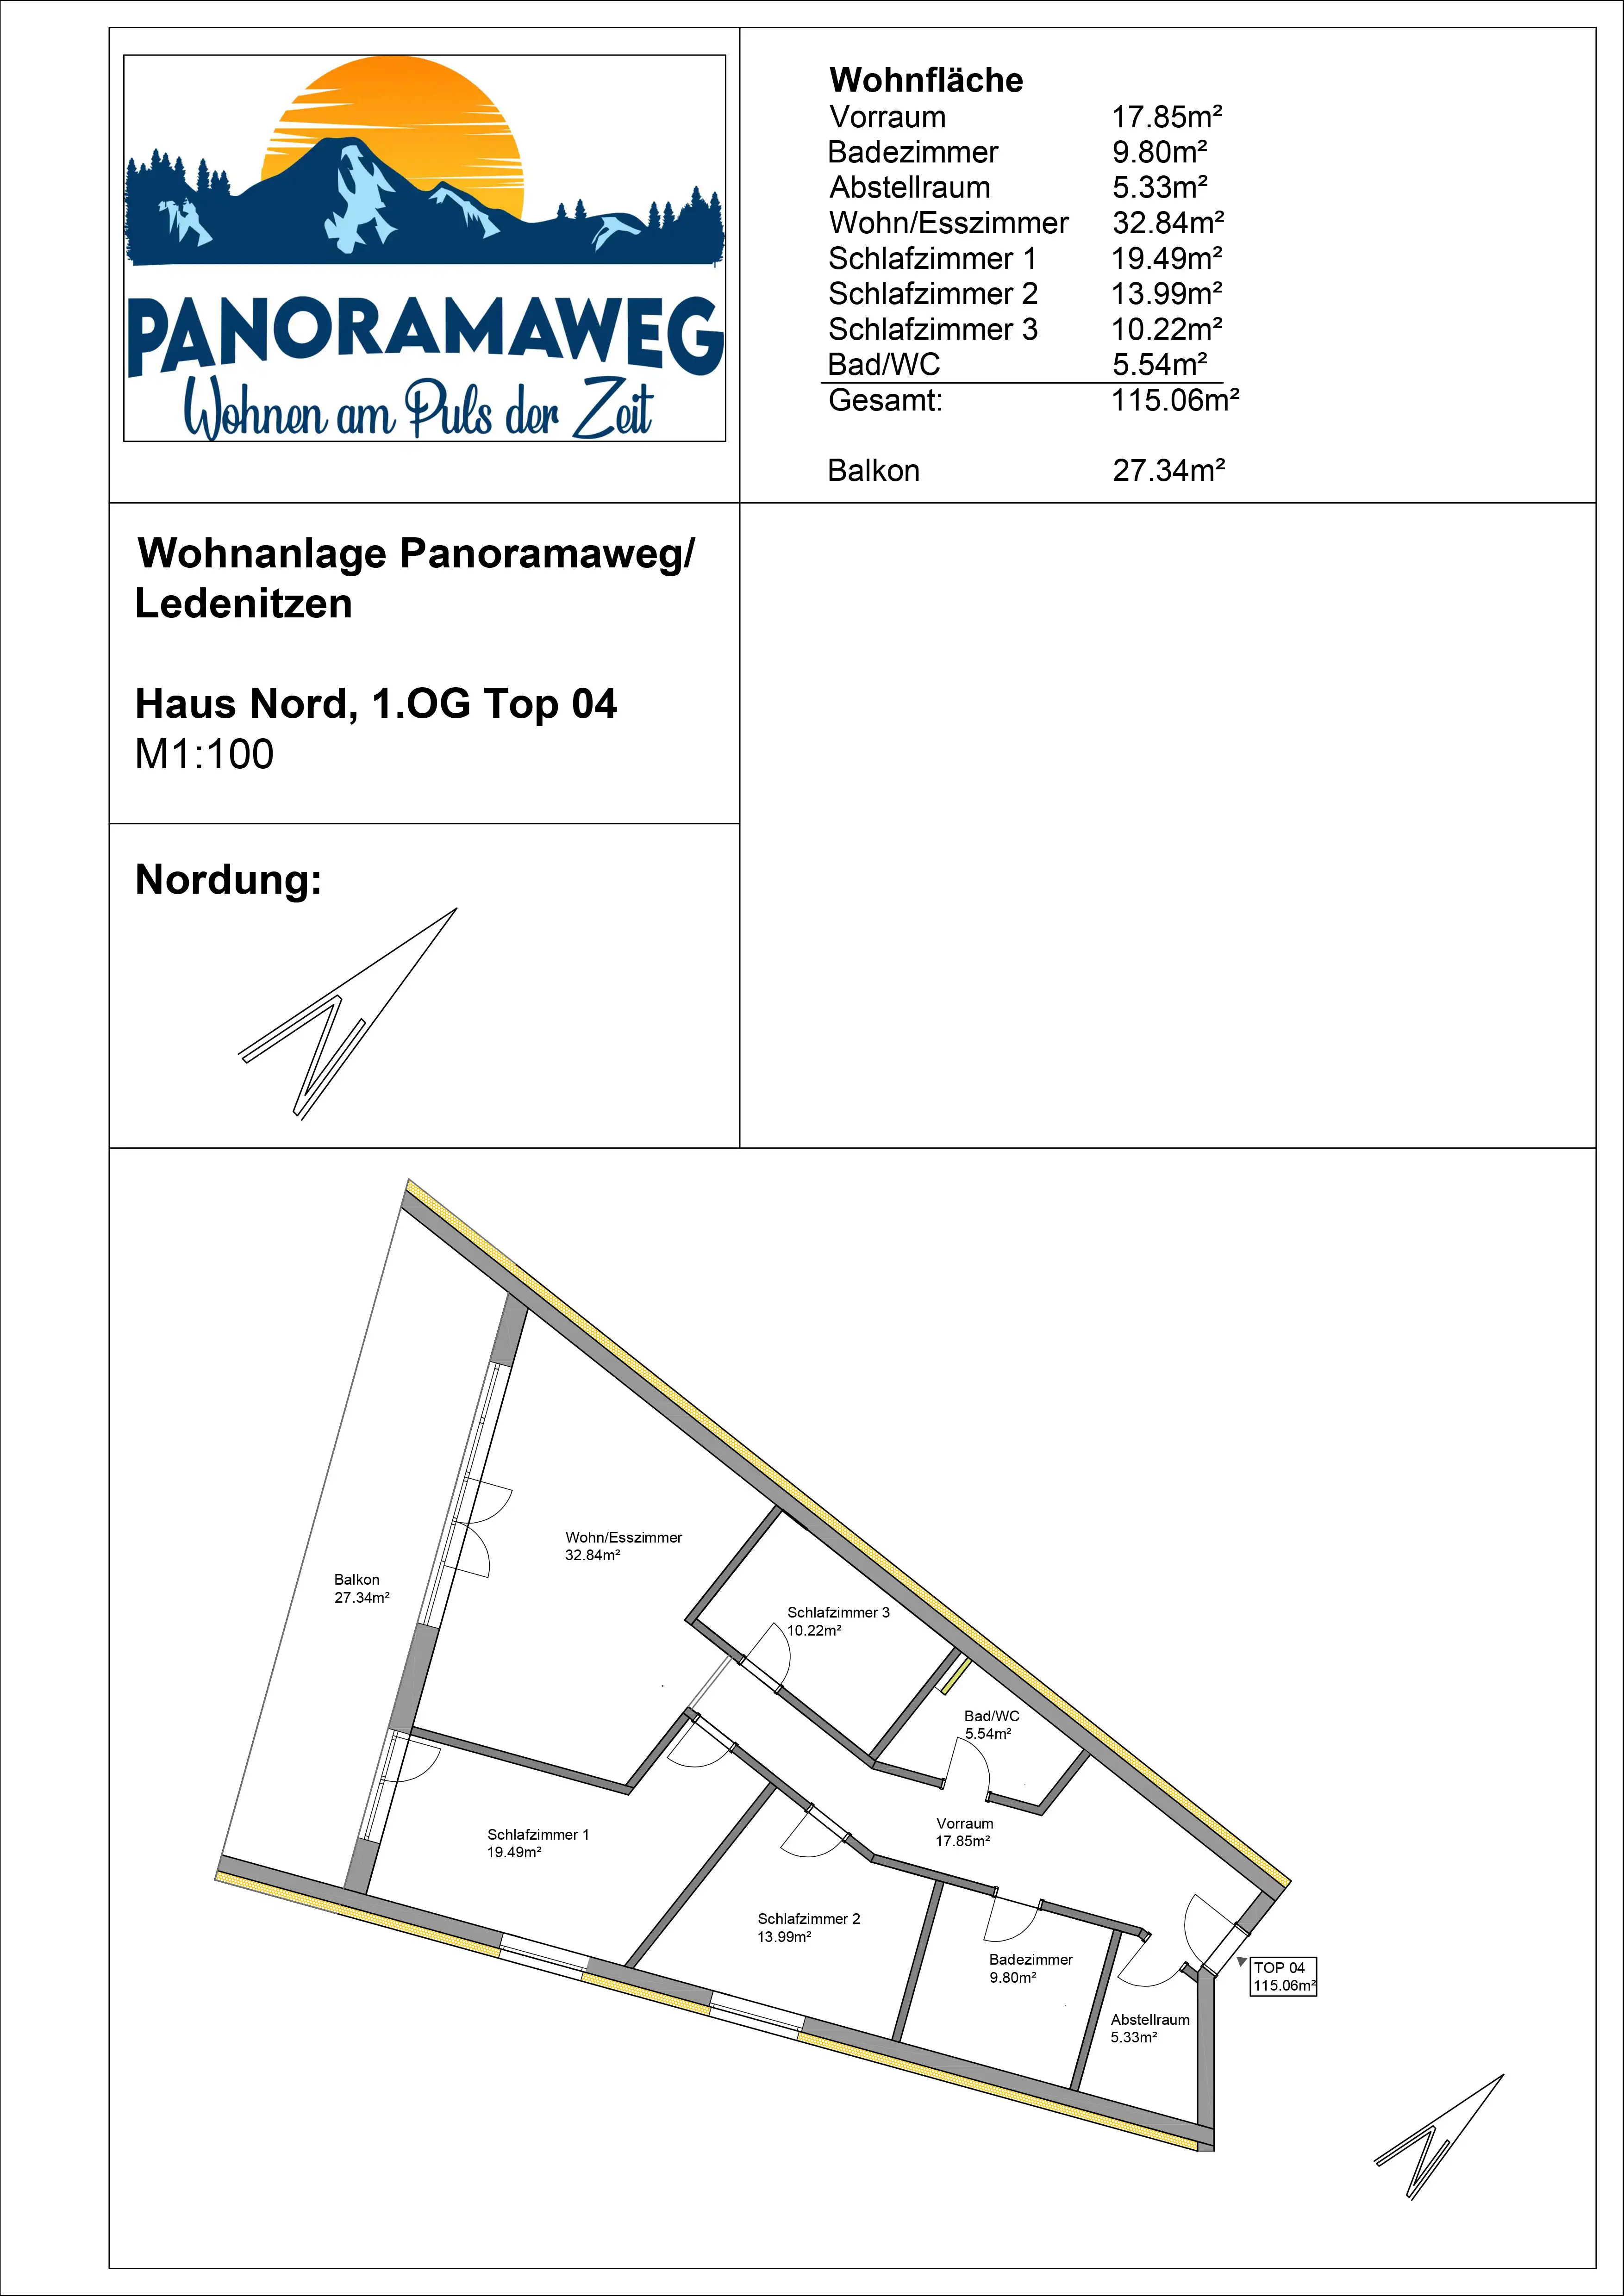 PANORAMAWEG
Wohnen am Puls der Zeit
Wohnfläche
Vorraum 17.85m²
Badezimmer 9.80m²
Abstellraum 5.33m²
Wohn/Esszimmer 32.84m²
Schlafzimmer 1 19.49m²
Schlafzimmer 2 13.99m²
Schlafzimmer 3 10.22m²
Bad/WC 5.54m²
Gesamt: 115.06m²
Balkon 27.34m²
Wohnanlage Panoramaweg/
Ledenitzen
Haus Nord, 1.OG Top 04
M1:100
Nordung:
N
Wohn/Esszimmer
32.84m²
Balkon
27.34m²
Schlafzimmer 3
10.22m²
Bad/WC
5.54m²
Vorraum
17.85m²
Schlafzimmer 1
19.49m²
Schlafzimmer 2
13.99m²
Badezimmer
9.80m²
TOP 04
115.06m²
Abstellraum
5.33m²
N